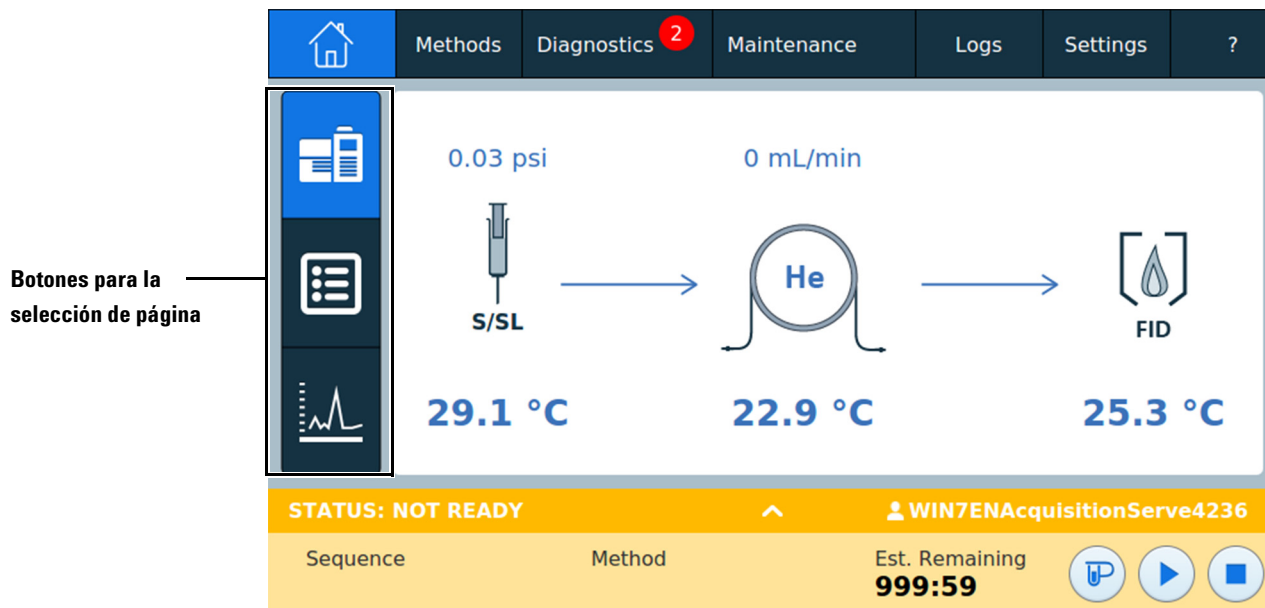 Methods
Diagnostics 2
Maintenance
Logs
Settings
?
Botones para la
selección de página
0.03 psi
0 mL/min
He
S/SL
FID
29.1 °C
22.9 °C
25.3 °C
STATUS: NOT READY
WIN7ENAcquisitionServe4236
Sequence
Method
Est. Remaining
999:59